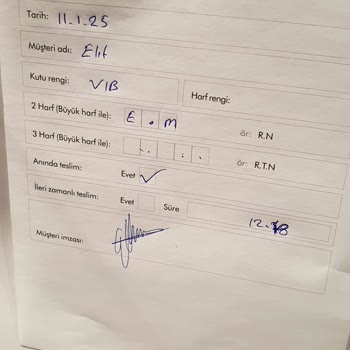 Tarih: 11.1.25
Müşteri adı: Elif
Kutu rengi: VIB
Harf rengi:
2 Harf (Büyük harf ile): E . M ör: R.N
3 Harf (Büyük harf ile): . . . ör: R.T.N
Anında teslim: Evet ✓
İleri zamanlı teslim: Evet Süre
Müşteri imzası: